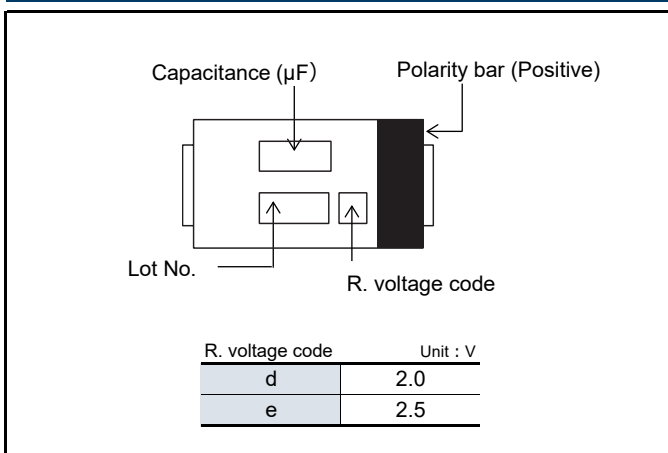 Capacitance (μF)
Polarity bar (Positive)
Lot No.
R. voltage code
R. voltage code Unit : V
d 2.0
e 2.5